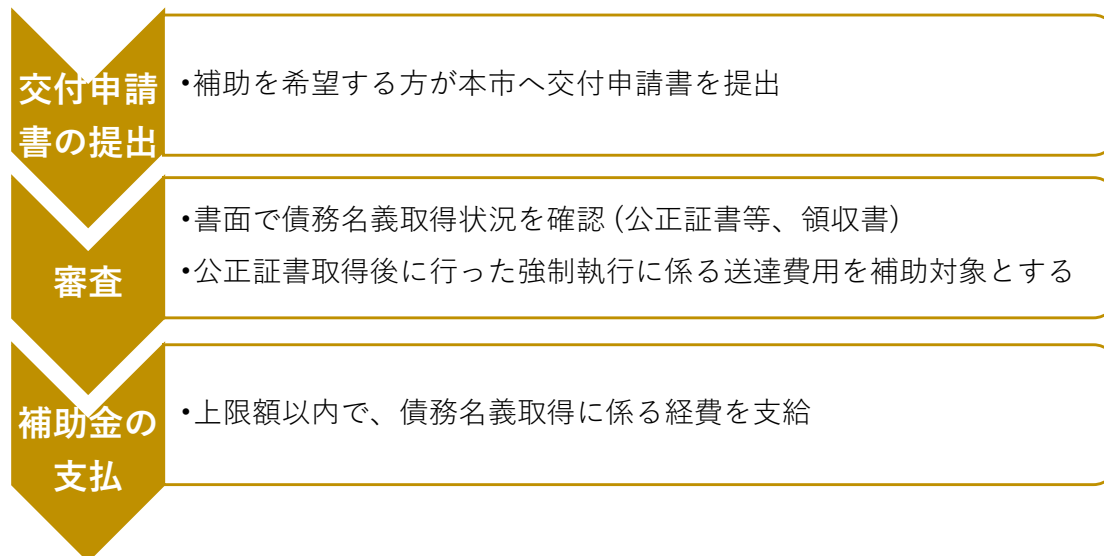 交付申請
書の提出
•補助を希望する方が本市へ交付申請書を提出
審査
•書面で債務名義取得状況を確認 (公正証書等、領収書)
•公正証書取得後に行った強制執行に係る送達費用を補助対象とする
補助金の
支払
•上限額以内で、債務名義取得に係る経費を支給